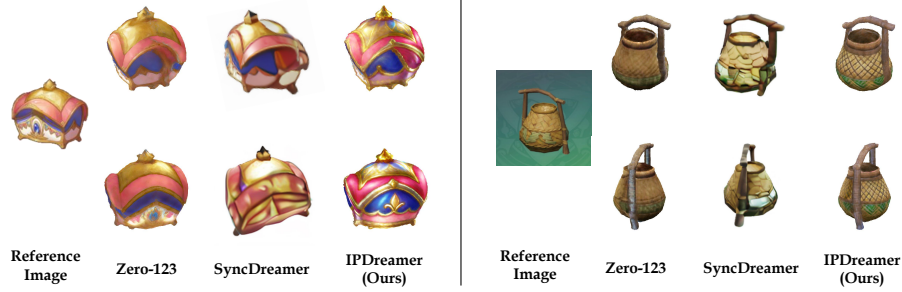 Reference
Image
Zero-123
SyncDreamer
IPDreamer
(Ours)
Reference
Image
Zero-123
SyncDreamer
IPDreamer
(Ours)